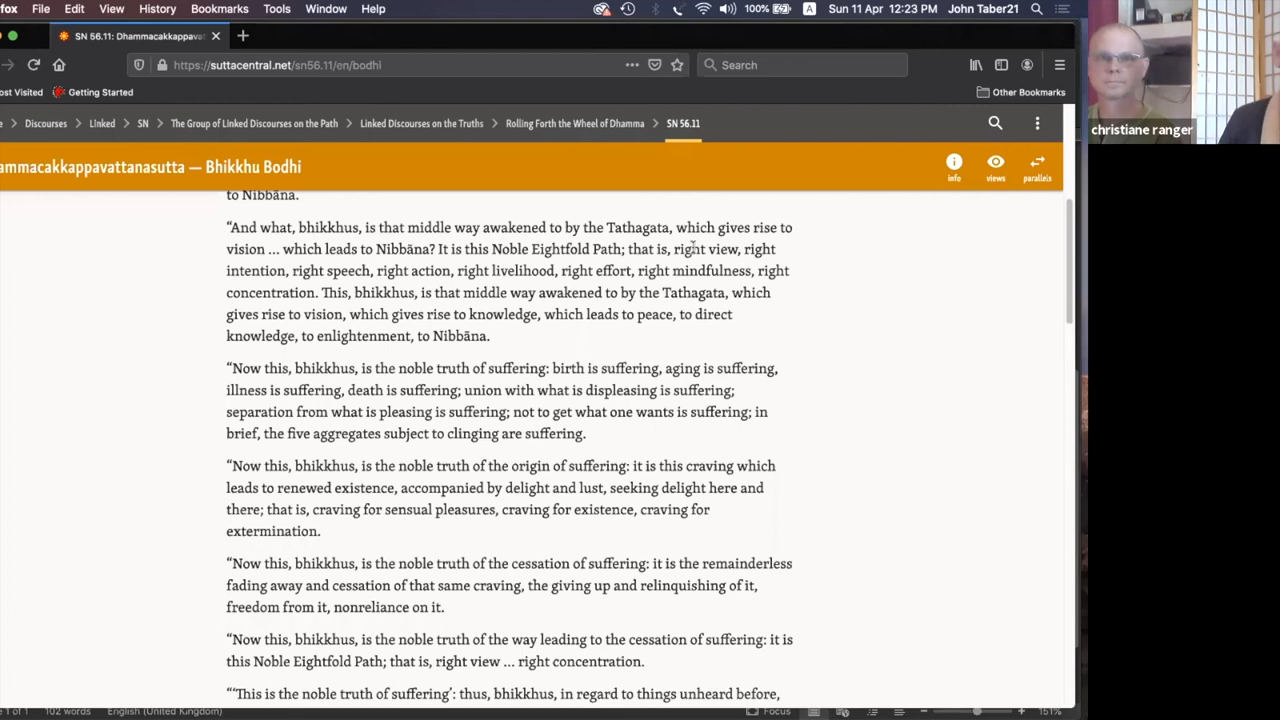 fox File Edit View History Bookmarks Tools Window Help 100% A Sun 11 Apr 12:23 PM John Taber21
SN 56.11: Dhammacakkappavat
https://suttacentral.net/sn56.11/en/bodhi Search
ost Visited Getting Started Other Bookmarks
e > Discourses > Linked > SN > The Group of Linked Discourses on the Path > Linked Discourses on the Truths > Rolling Forth the Wheel of Dhamma > SN 56.11
ammacakkappavattanasutta — Bhikkhu Bodhi
info views parallels
to Nibbāna.
“And what, bhikkhus, is that middle way awakened to by the Tathagata, which gives rise to
vision … which leads to Nibbāna? It is this Noble Eightfold Path; that is, right view, right
intention, right speech, right action, right livelihood, right effort, right mindfulness, right
concentration. This, bhikkhus, is that middle way awakened to by the Tathagata, which
gives rise to vision, which gives rise to knowledge, which leads to peace, to direct
knowledge, to enlightenment, to Nibbāna.
“Now this, bhikkhus, is the noble truth of suffering: birth is suffering, aging is suffering,
illness is suffering, death is suffering; union with what is displeasing is suffering;
separation from what is pleasing is suffering; not to get what one wants is suffering; in
brief, the five aggregates subject to clinging are suffering.
“Now this, bhikkhus, is the noble truth of the origin of suffering: it is this craving which
leads to renewed existence, accompanied by delight and lust, seeking delight here and
there; that is, craving for sensual pleasures, craving for existence, craving for
extermination.
“Now this, bhikkhus, is the noble truth of the cessation of suffering: it is the remainderless
fading away and cessation of that same craving, the giving up and relinquishing of it,
freedom from it, nonreliance on it.
“Now this, bhikkhus, is the noble truth of the way leading to the cessation of suffering: it is
this Noble Eightfold Path; that is, right view … right concentration.
“‘This is the noble truth of suffering’: thus, bhikkhus, in regard to things unheard before,
e 1 of 1 102 words English (United Kingdom) Focus 151%
christiane ranger